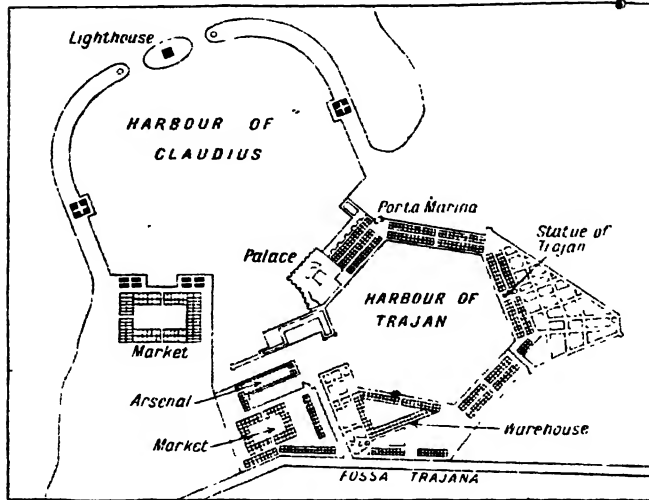 Lighthouse
HARBOUR OF
CLAUDIUS
Porta Marina
Statue of
Trajan
Palace
HARBOUR OF
TRAJAN
Market
Arsenal
Market
Warehouse
FOSSA TRAJANA